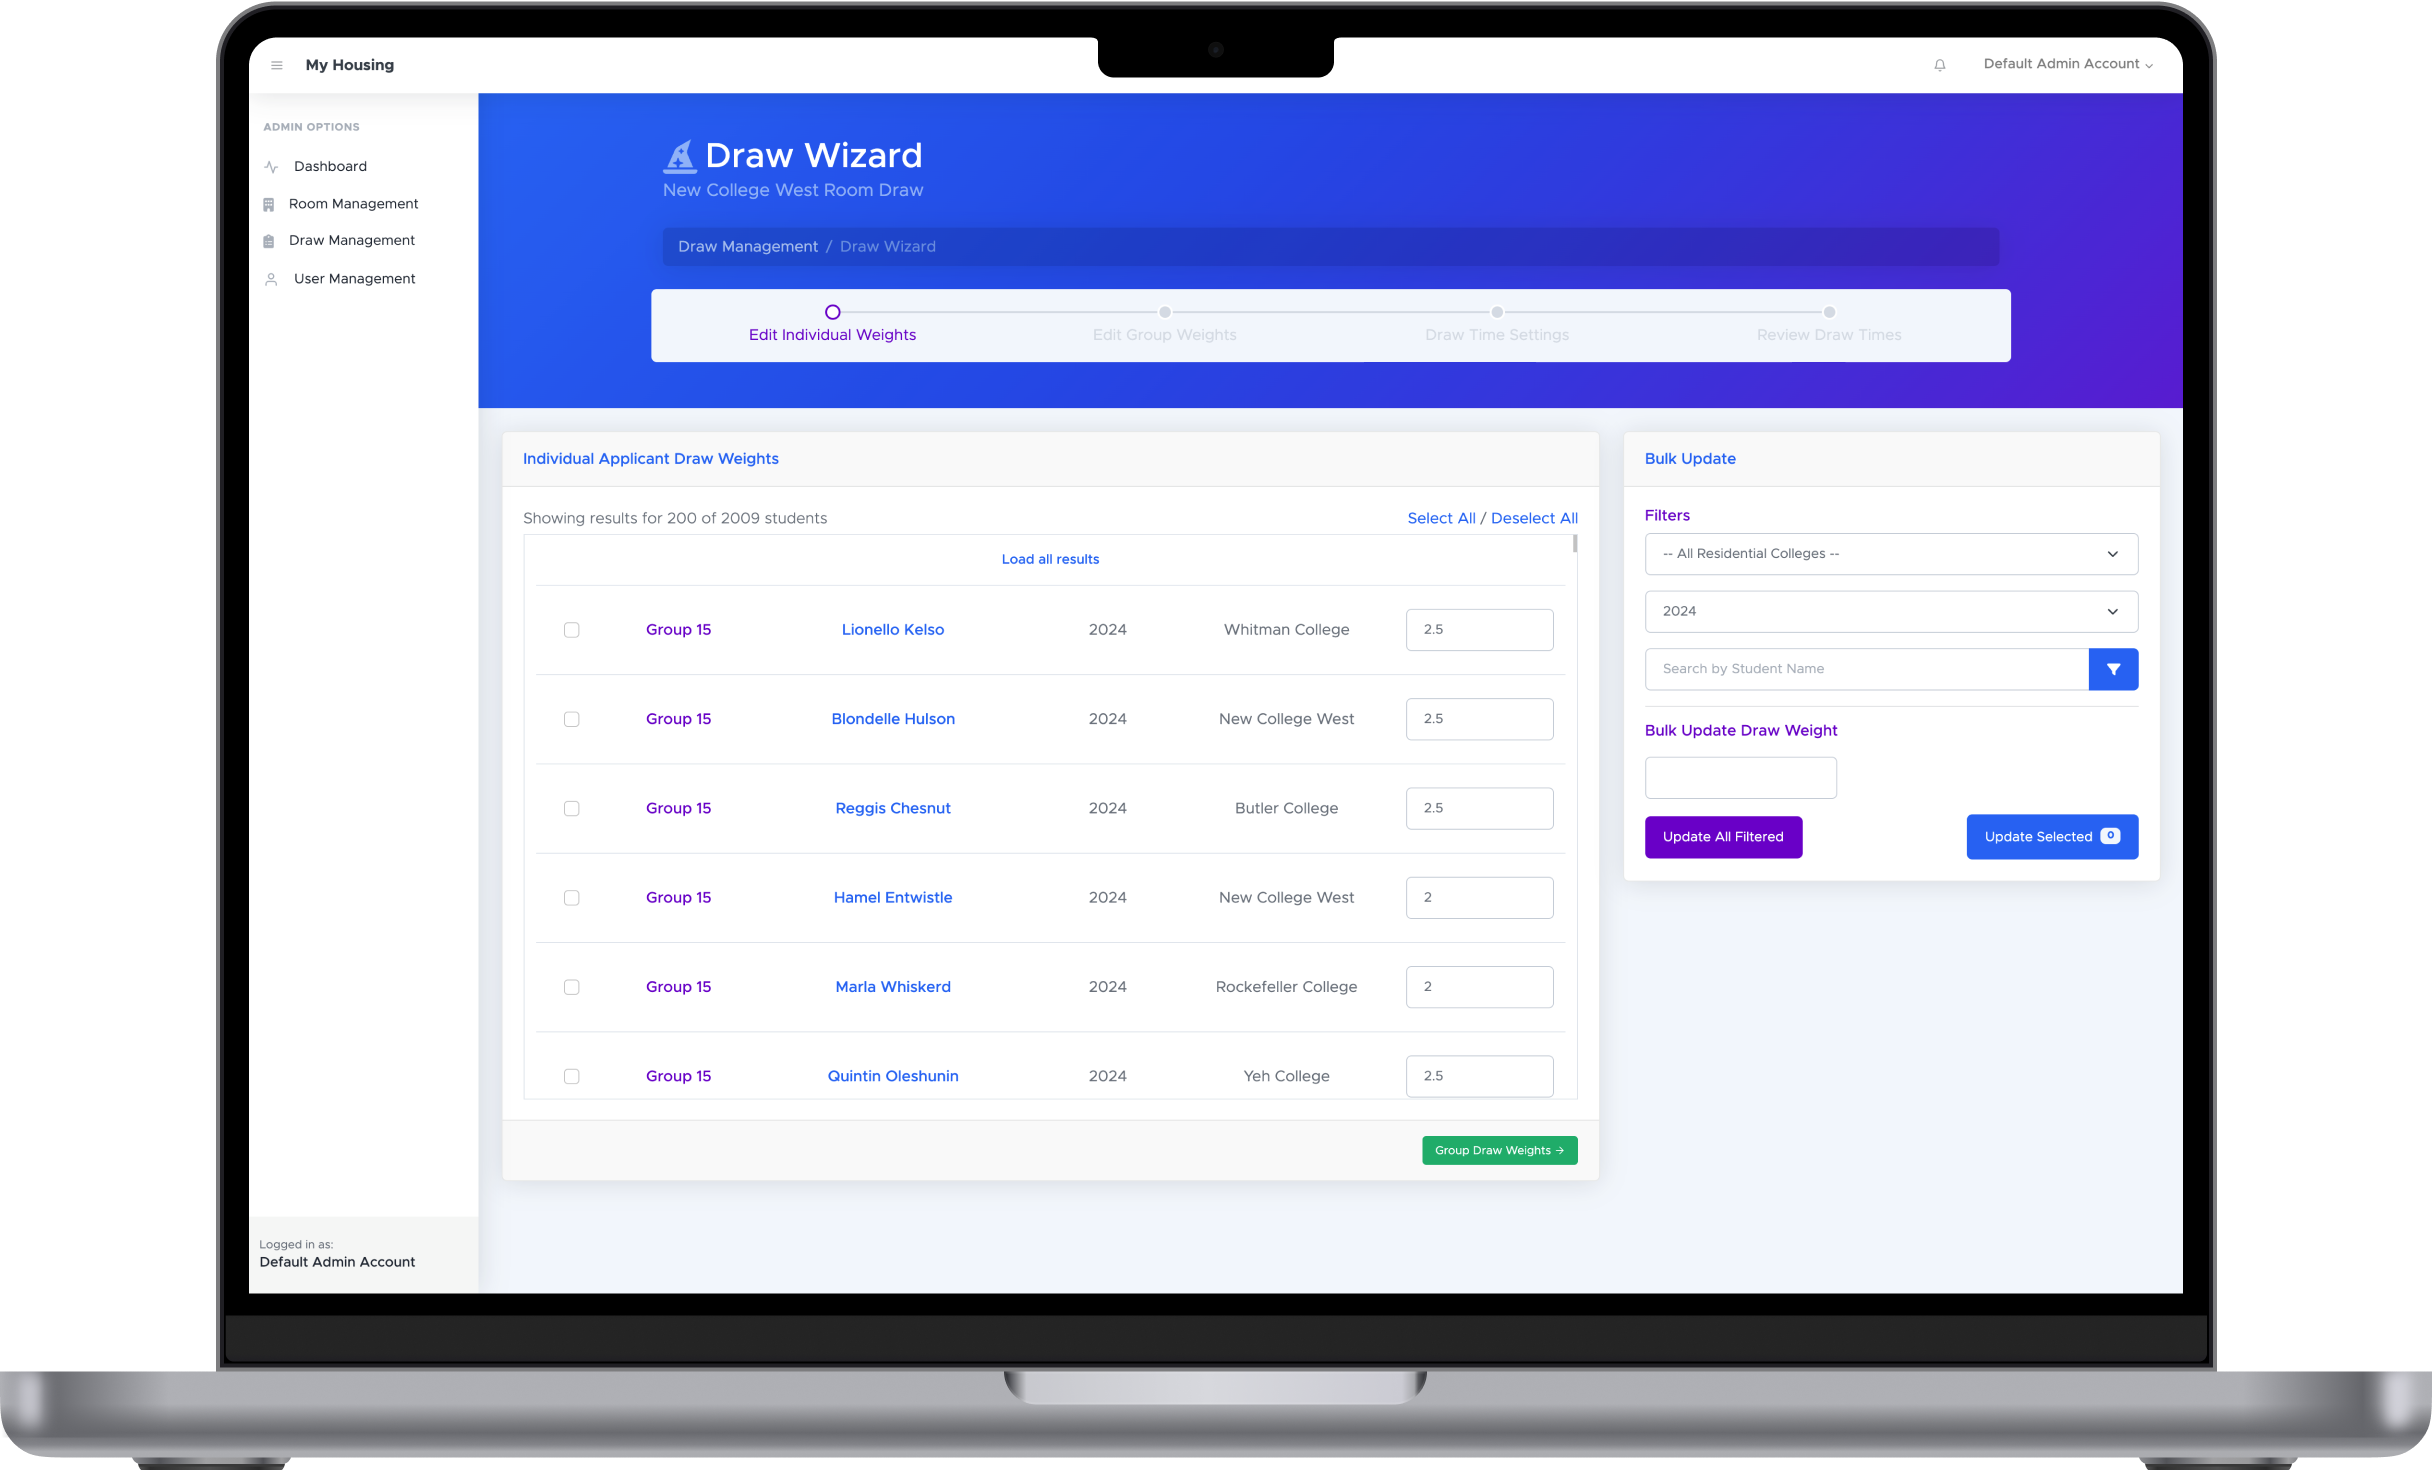 My Housing
Default Admin Account
ADMIN OPTIONS
Dashboard
Room Management
Draw Management
User Management
Logged in as:
Default Admin Account
Draw Wizard
New College West Room Draw
Draw Management / Draw Wizard
Edit Individual Weights
Edit Group Weights
Draw Time Settings
Review Draw Times
Individual Applicant Draw Weights
Showing results for 200 of 2009 students
Select All / Deselect All
Load all results
Group 15 Lionello Kelso 2024 Whitman College 2.5
Group 15 Blondelle Hulson 2024 New College West 2.5
Group 15 Reggis Chesnut 2024 Butler College 2.5
Group 15 Hamel Entwistle 2024 New College West 2
Group 15 Marla Whiskerd 2024 Rockefeller College 2
Group 15 Quintin Oleshunin 2024 Yeh College 2.5
Group Draw Weights →
Bulk Update
Filters
-- All Residential Colleges --
2024
Search by Student Name
Bulk Update Draw Weight
Update All Filtered
Update Selected 0